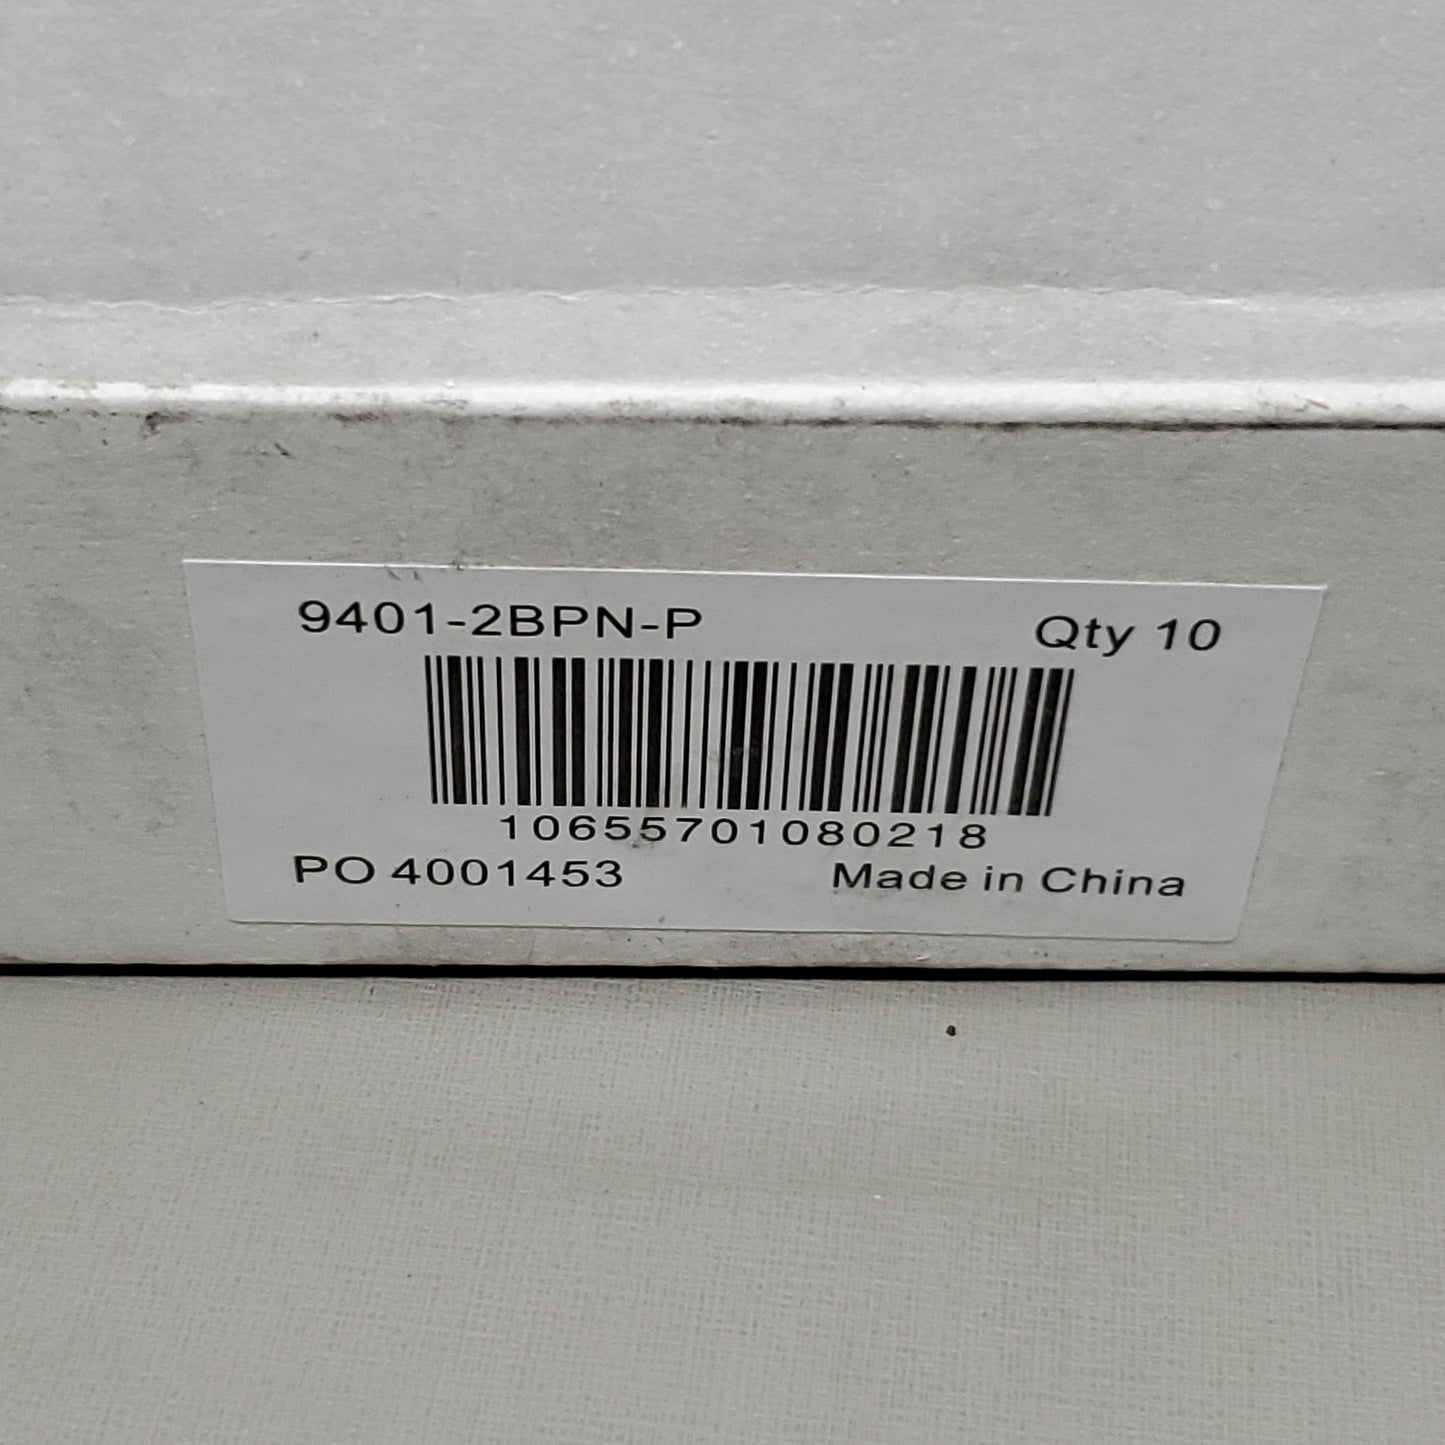 9401-2BPN-P Qty 10
10655701080218
PO 4001453 Made in China